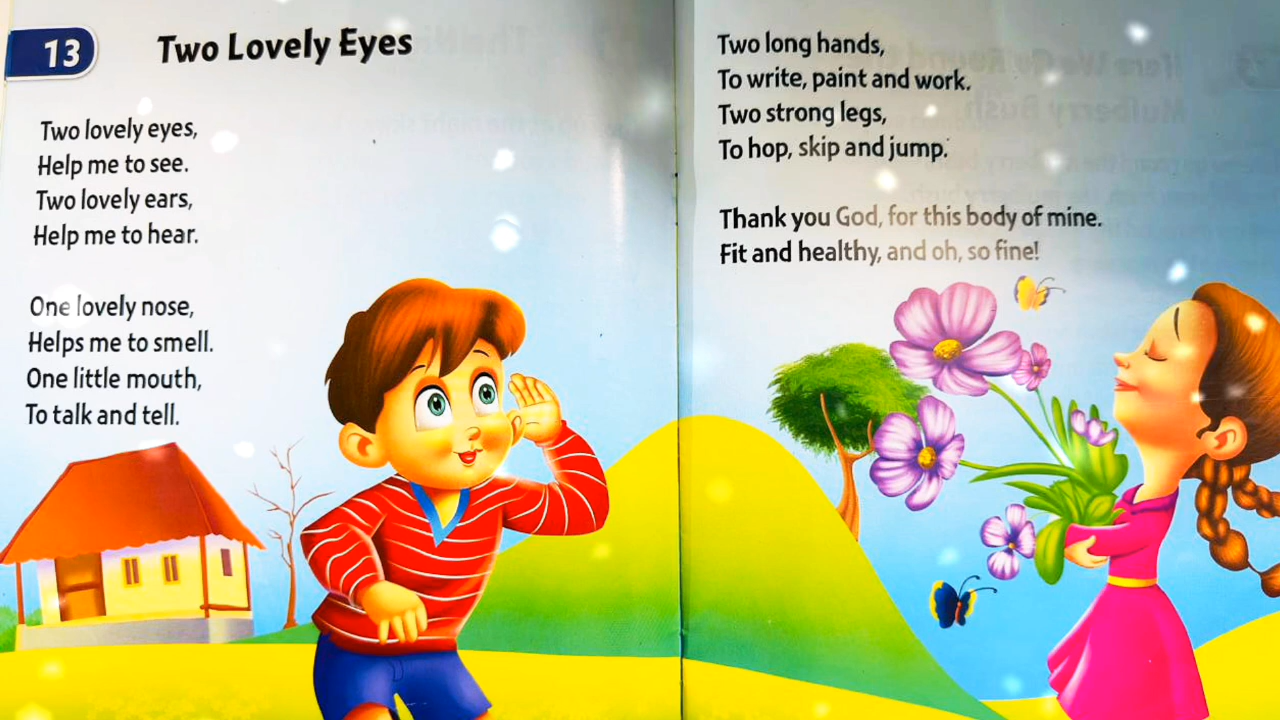 13
Two Lovely Eyes
Two lovely eyes,
Help me to see.
Two lovely ears,
Help me to hear.
One lovely nose,
Helps me to smell.
One little mouth,
To talk and tell.
Two long hands,
To write, paint and work.
Two strong legs,
To hop, skip and jump.
Thank you God, for this body of mine.
Fit and healthy, and oh, so fine!